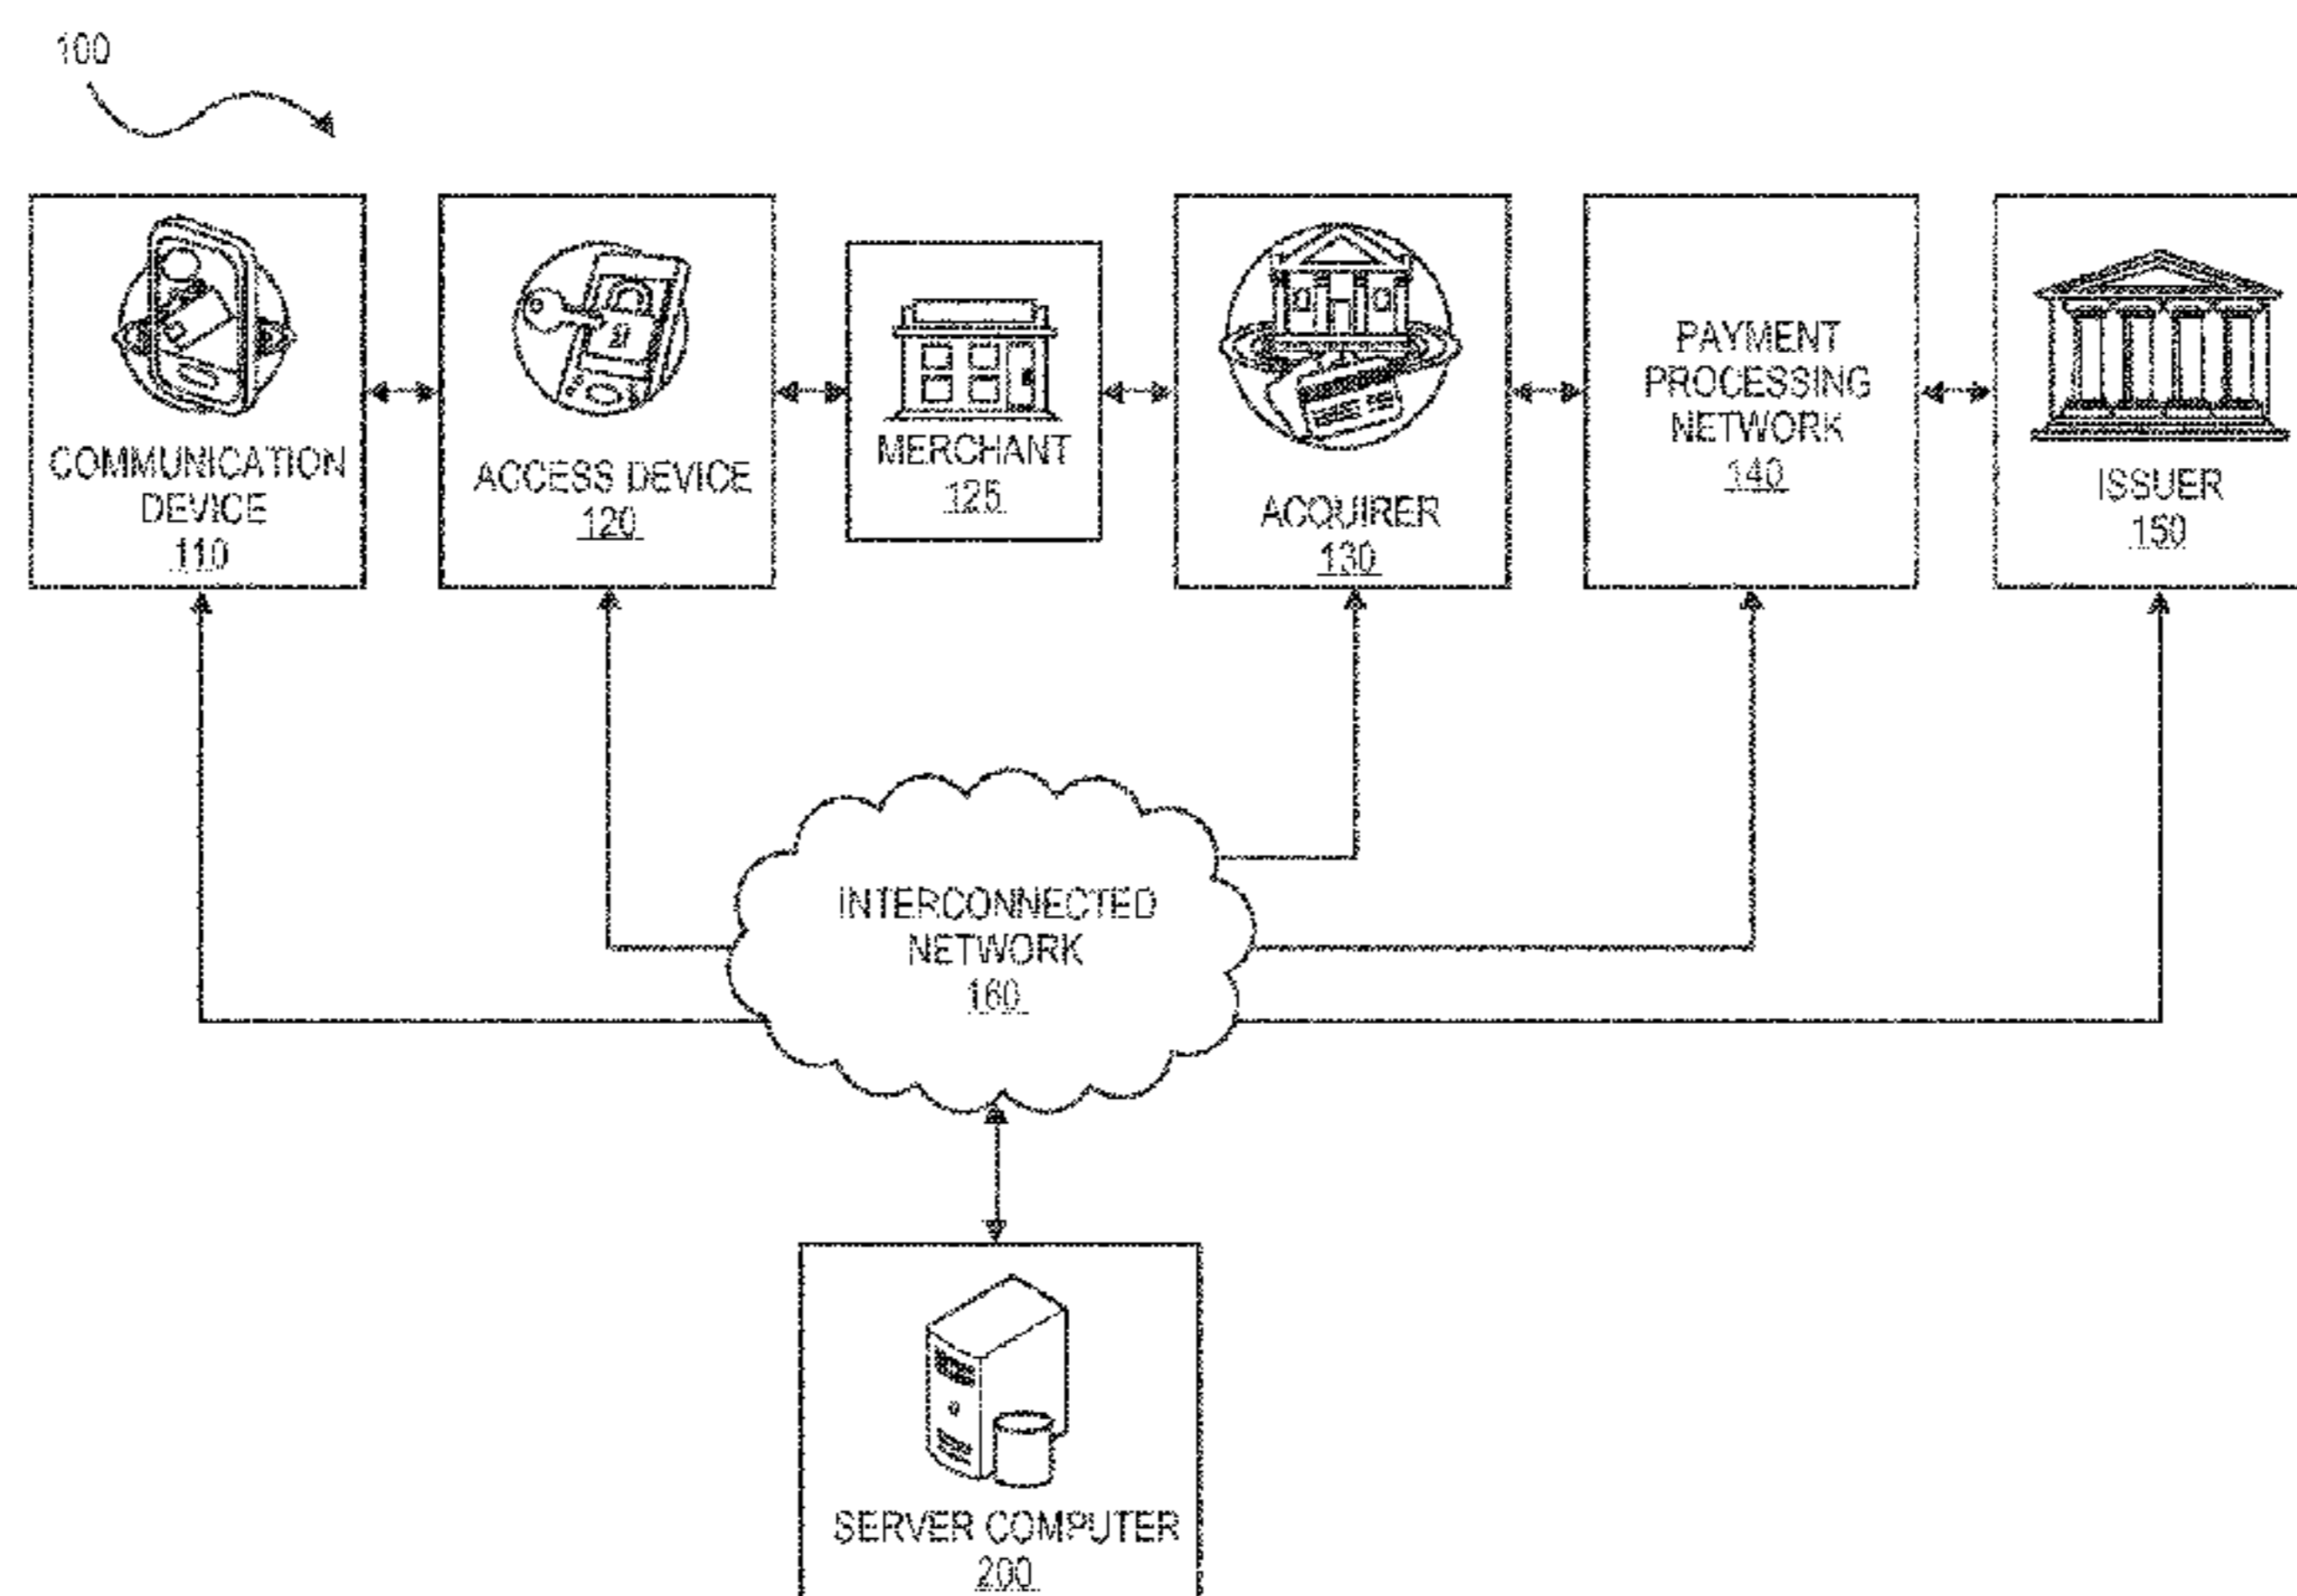 100
COMMUNICATION
DEVICE
110
ACCESS DEVICE
120
MERCHANT
125
ACQUIRER
130
PAYMENT
PROCESSING
NETWORK
140
ISSUER
150
INTERCONNECTED
NETWORK
160
SERVER COMPUTER
200